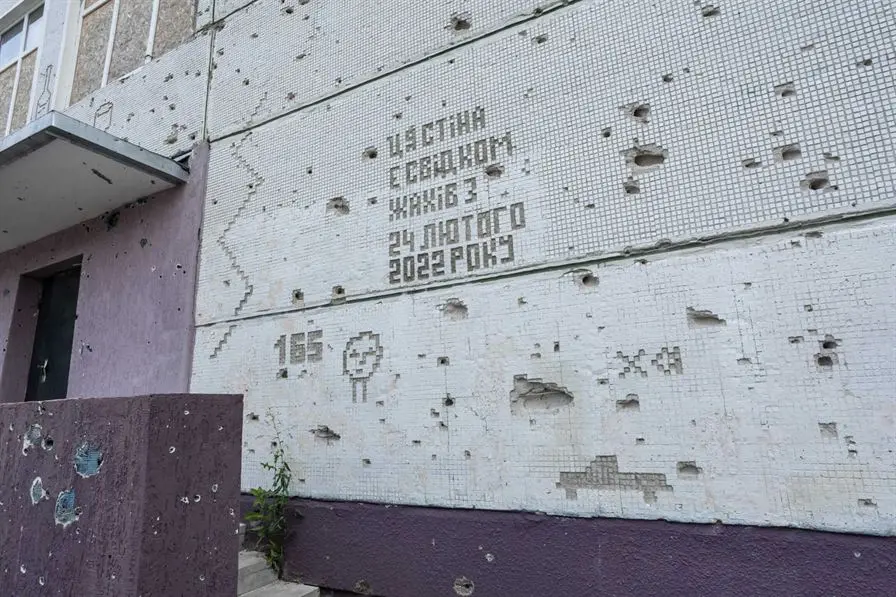 ЦЯ СТІНА
Є СВІДКОМ
ЖАХІВ З
24 ЛЮТОГО
2022 РОКУ
165